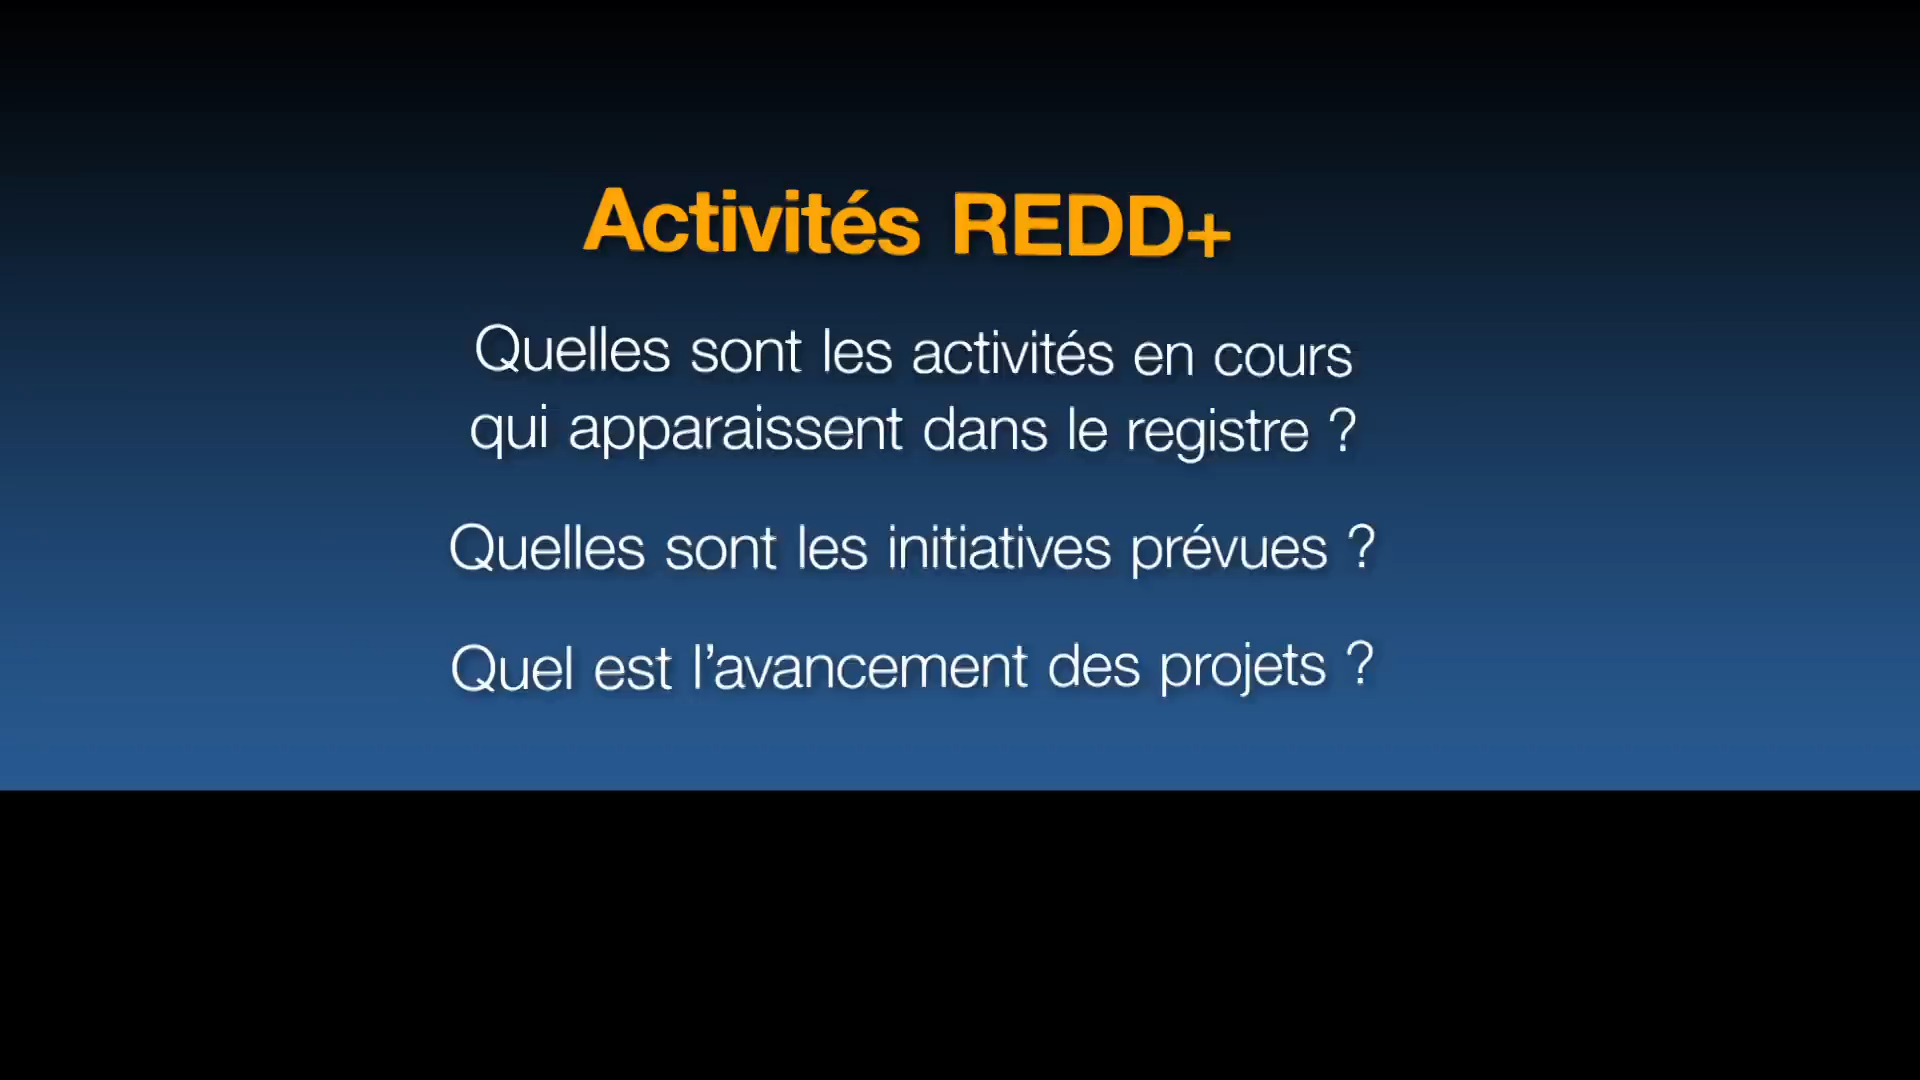 Activités REDD+
Quelles sont les activités en cours
qui apparaissent dans le registre ?
Quelles sont les initiatives prévues ?
Quel est l’avancement des projets ?